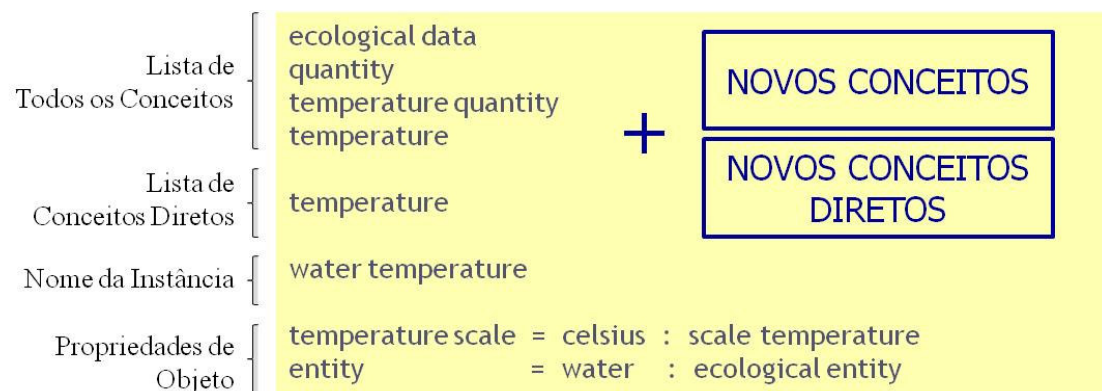 Lista de
Todos os Conceitos
ecological data
quantity
temperature quantity
temperature
+
NOVOS CONCEITOS
Lista de
Conceitos Diretos
temperature
NOVOS CONCEITOS
DIRETOS
Nome da Instância
water temperature
Propriedades de
Objeto
temperature scale = celsius : scale temperature
entity = water : ecological entity